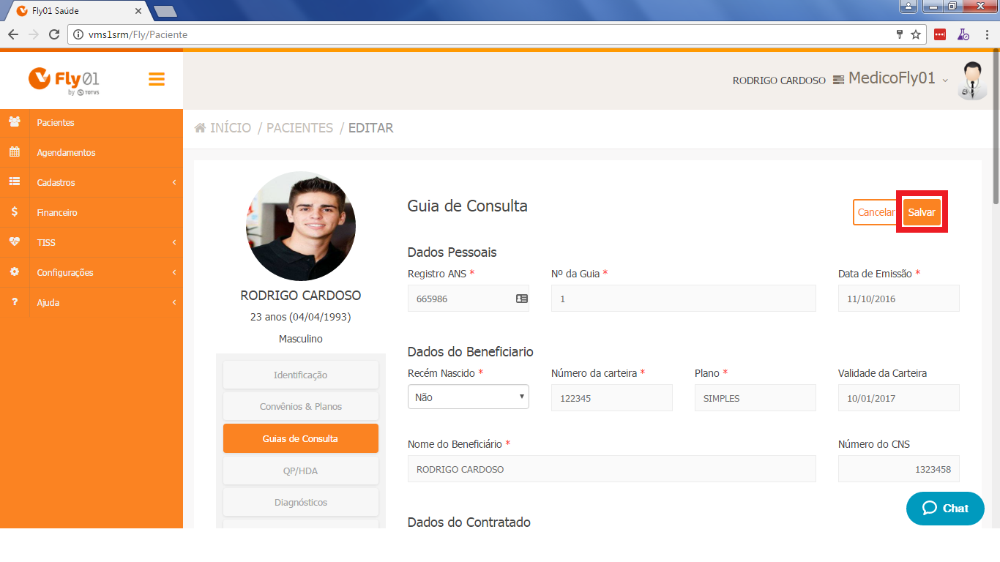 Fly01 Saúde
vms1srm/Fly/Paciente
Fly01
by TOTVS
RODRIGO CARDOSO MedicoFly01
Pacientes
Agendamentos
Cadastros
Financeiro
TISS
Configurações
Ajuda
INÍCIO / PACIENTES / EDITAR
RODRIGO CARDOSO
23 anos (04/04/1993)
Masculino
Identificação
Convênios & Planos
Guias de Consulta
QP/HDA
Diagnósticos
Guia de Consulta
Cancelar Salvar
Dados Pessoais
Registro ANS * Nº da Guia * Data de Emissão *
665986 1 11/10/2016
Dados do Beneficiario
Recém Nascido * Número da carteira * Plano * Validade da Carteira
Não 122345 SIMPLES 10/01/2017
Nome do Beneficiário * Número do CNS
RODRIGO CARDOSO 1323458
Dados do Contratado
Chat